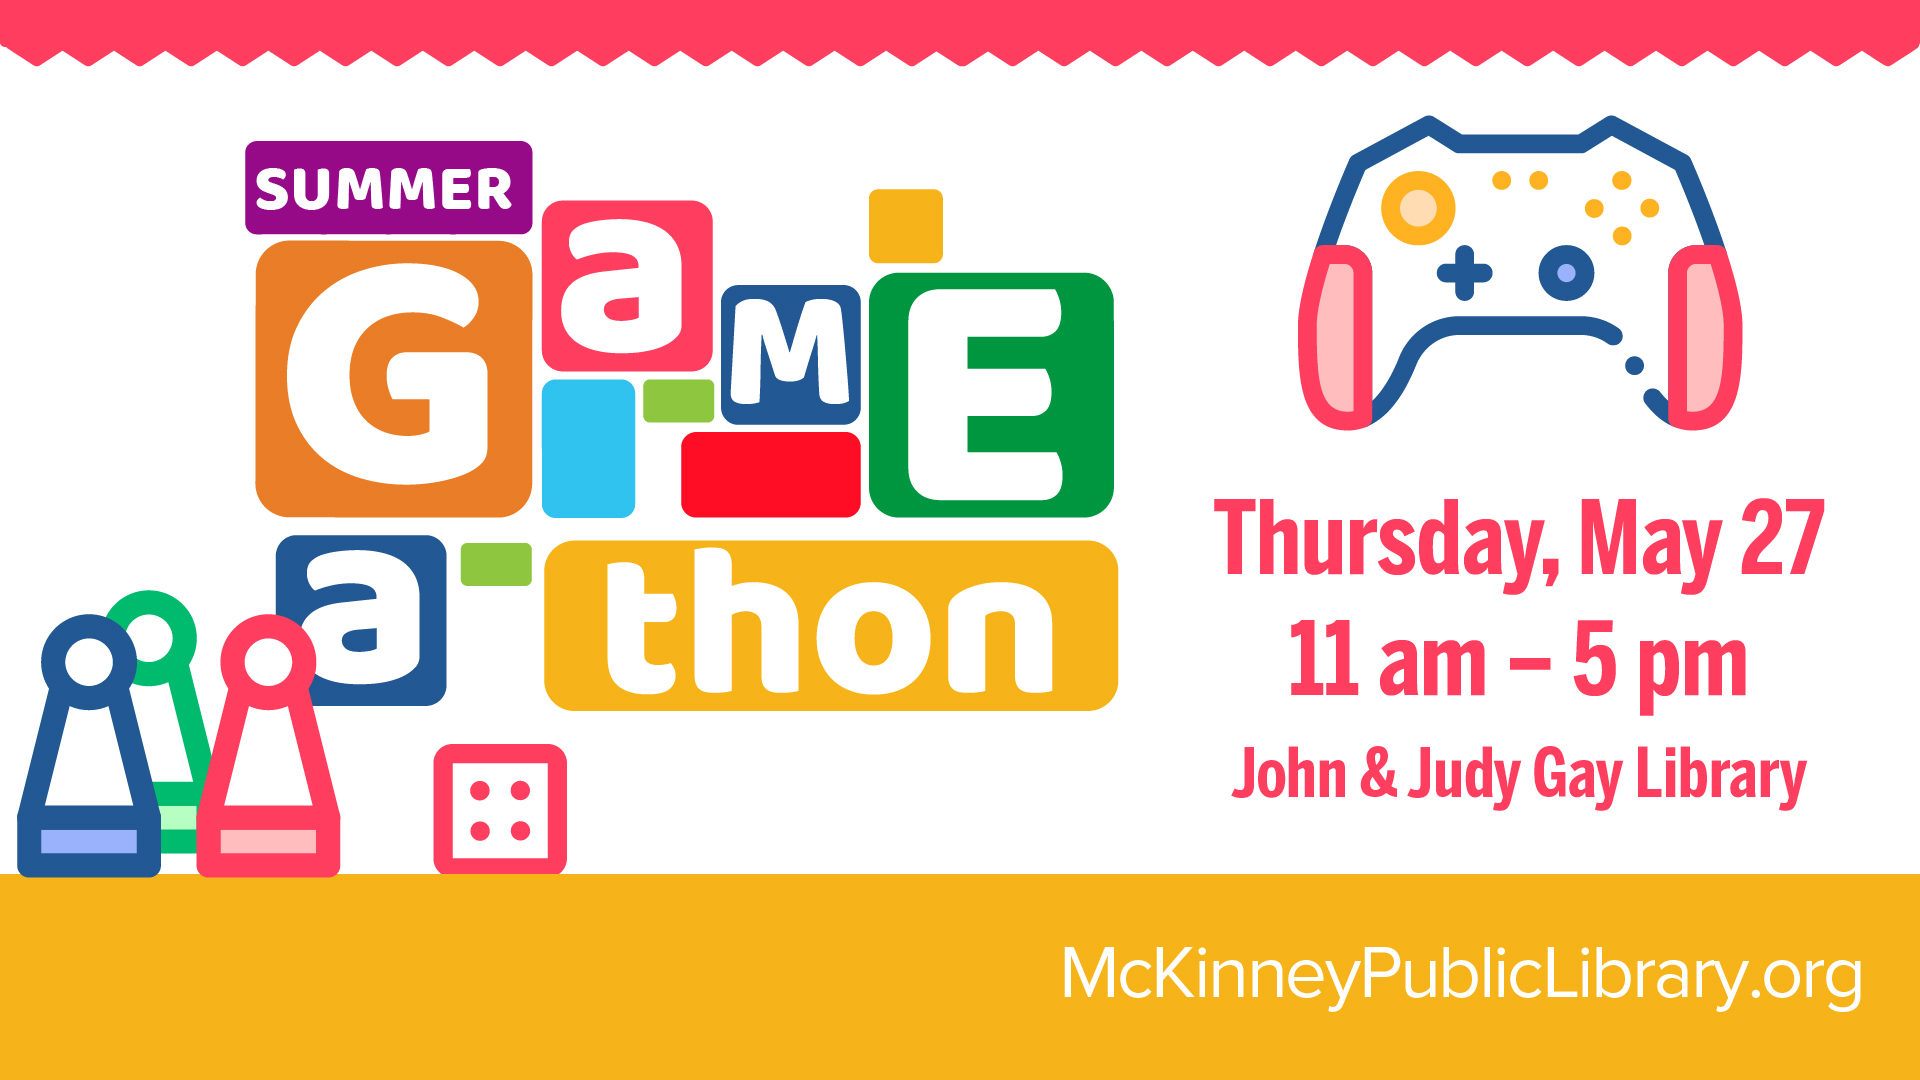 SUMMER
GaME
a thon
Thursday, May 27
11 am – 5 pm
John & Judy Gay Library
McKinneyPublicLibrary.org